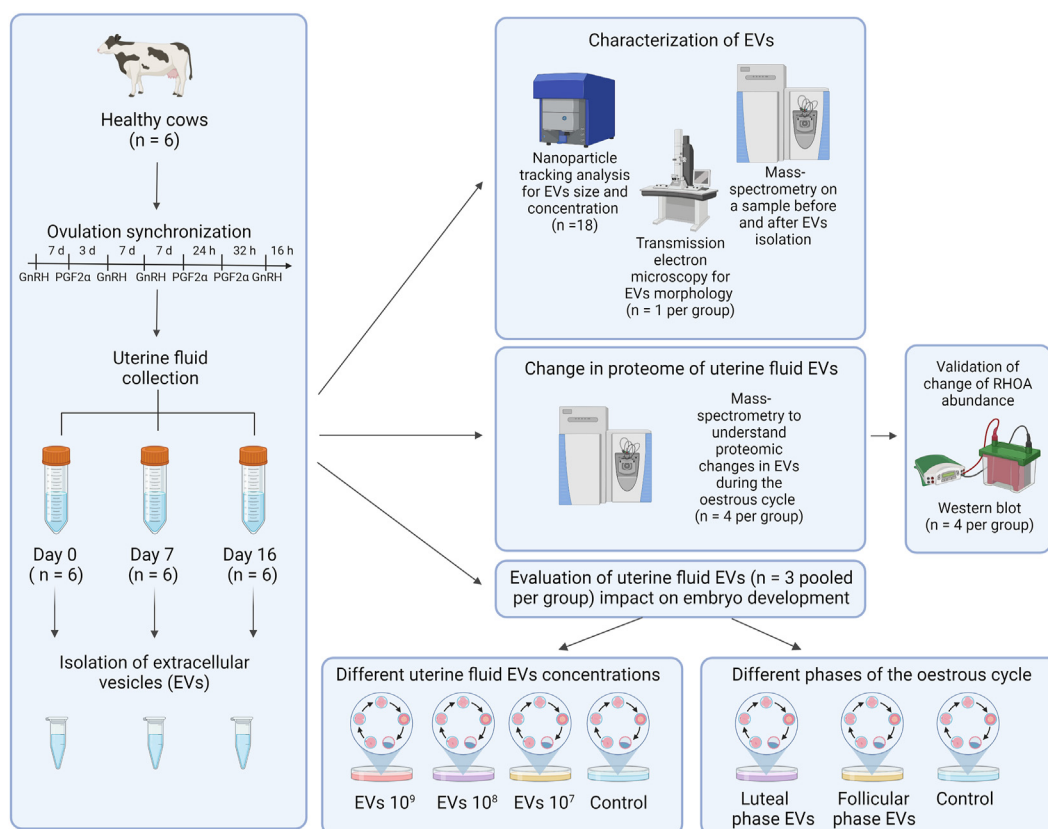 Healthy cows
(n = 6)
Ovulation synchronization
7 d 3 d 7 d 7 d 24 h 32 h 16 h
GnRH PGF2α GnRH GnRH PGF2α PGF2α GnRH
Uterine fluid
collection
Day 0 Day 7 Day 16
( n = 6) (n = 6) (n = 6)
Isolation of extracellular
vesicles (EVs)
Characterization of EVs
Nanoparticle
tracking analysis
for EVs size and
concentration
(n =18)
Transmission
electron
microscopy for
EVs morphology
(n = 1 per group)
Mass-
spectrometry on
a sample before
and after EVs
isolation
Change in proteome of uterine fluid EVs
Mass-
spectrometry to
understand
proteomic
changes in EVs
during the
oestrous cycle
(n = 4 per group)
Validation of
change of RHOA
abundance
Western blot
(n = 4 per group)
Evaluation of uterine fluid EVs (n = 3 pooled
per group) impact on embryo development
Different uterine fluid EVs concentrations
EVs 10⁹ EVs 10⁸ EVs 10⁷ Control
Different phases of the oestrous cycle
Luteal
phase EVs
Follicular
phase EVs
Control